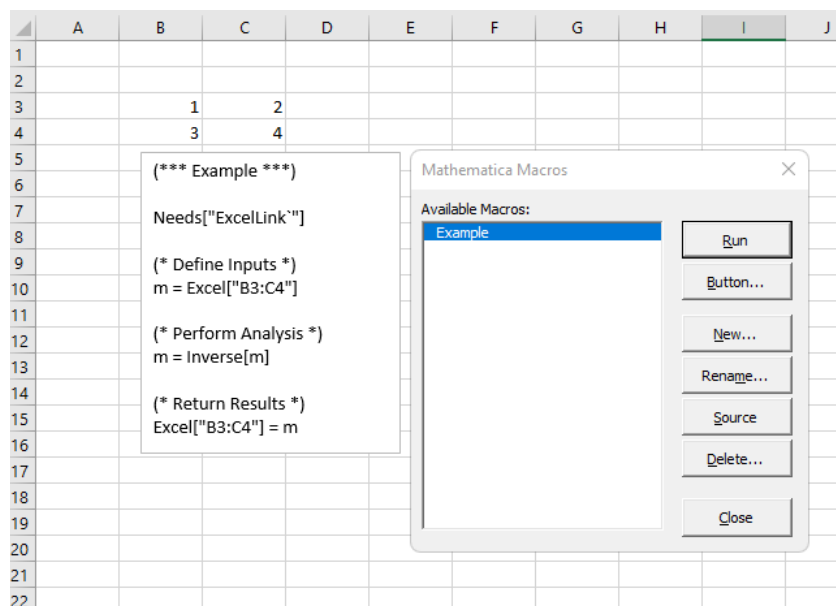 A B C D E F G H I J
1
2
3 1 2
4 3 4
5
6
7
8
9
10
11
12
13
14
15
16
17
18
19
20
21
22
(*** Example ***)
Needs["ExcelLink`"]
(* Define Inputs *)
m = Excel["B3:C4"]
(* Perform Analysis *)
m = Inverse[m]
(* Return Results *)
Excel["B3:C4"] = m
Mathematica Macros
Available Macros:
Example
Run
Button...
New...
Rename...
Source
Delete...
Close